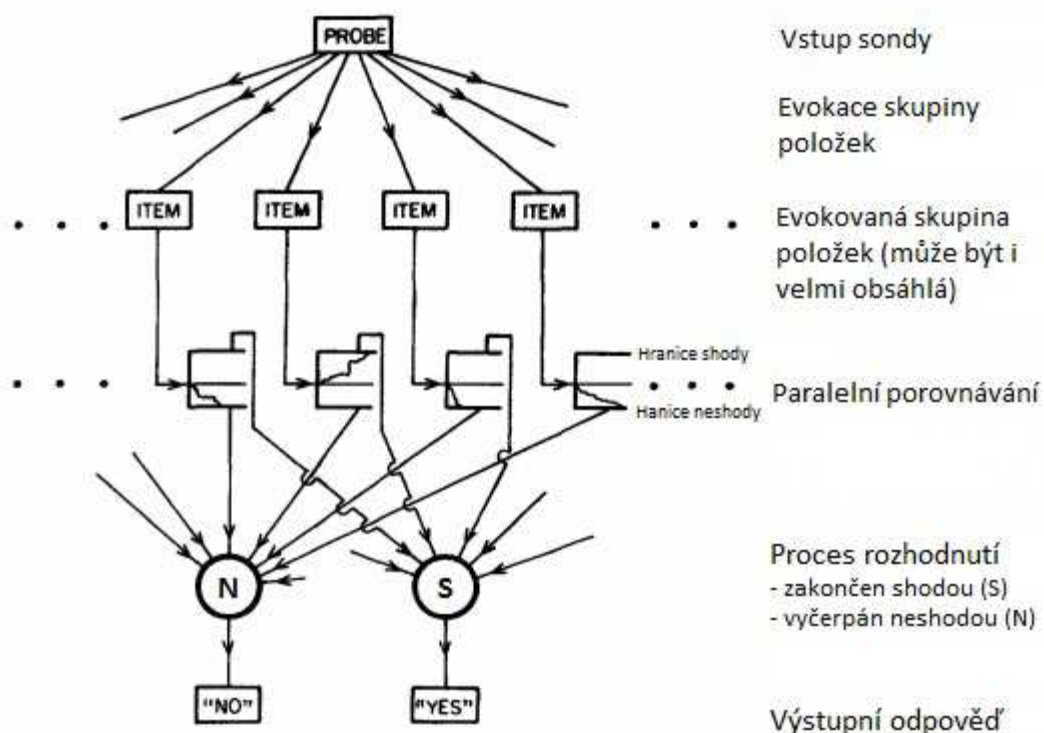 PROBE
Vstup sondy
Evokace skupiny
položek
ITEM
ITEM
ITEM
ITEM
Evokovaná skupina
položek (může být i
velmi obsáhlá)
Hranice shody
Hanice neshody
Paralelní porovnávání
N
S
Proces rozhodnutí
- zakončen shodou (S)
- vyčerpán neshodou (N)
"NO"
"YES"
Výstupní odpověď